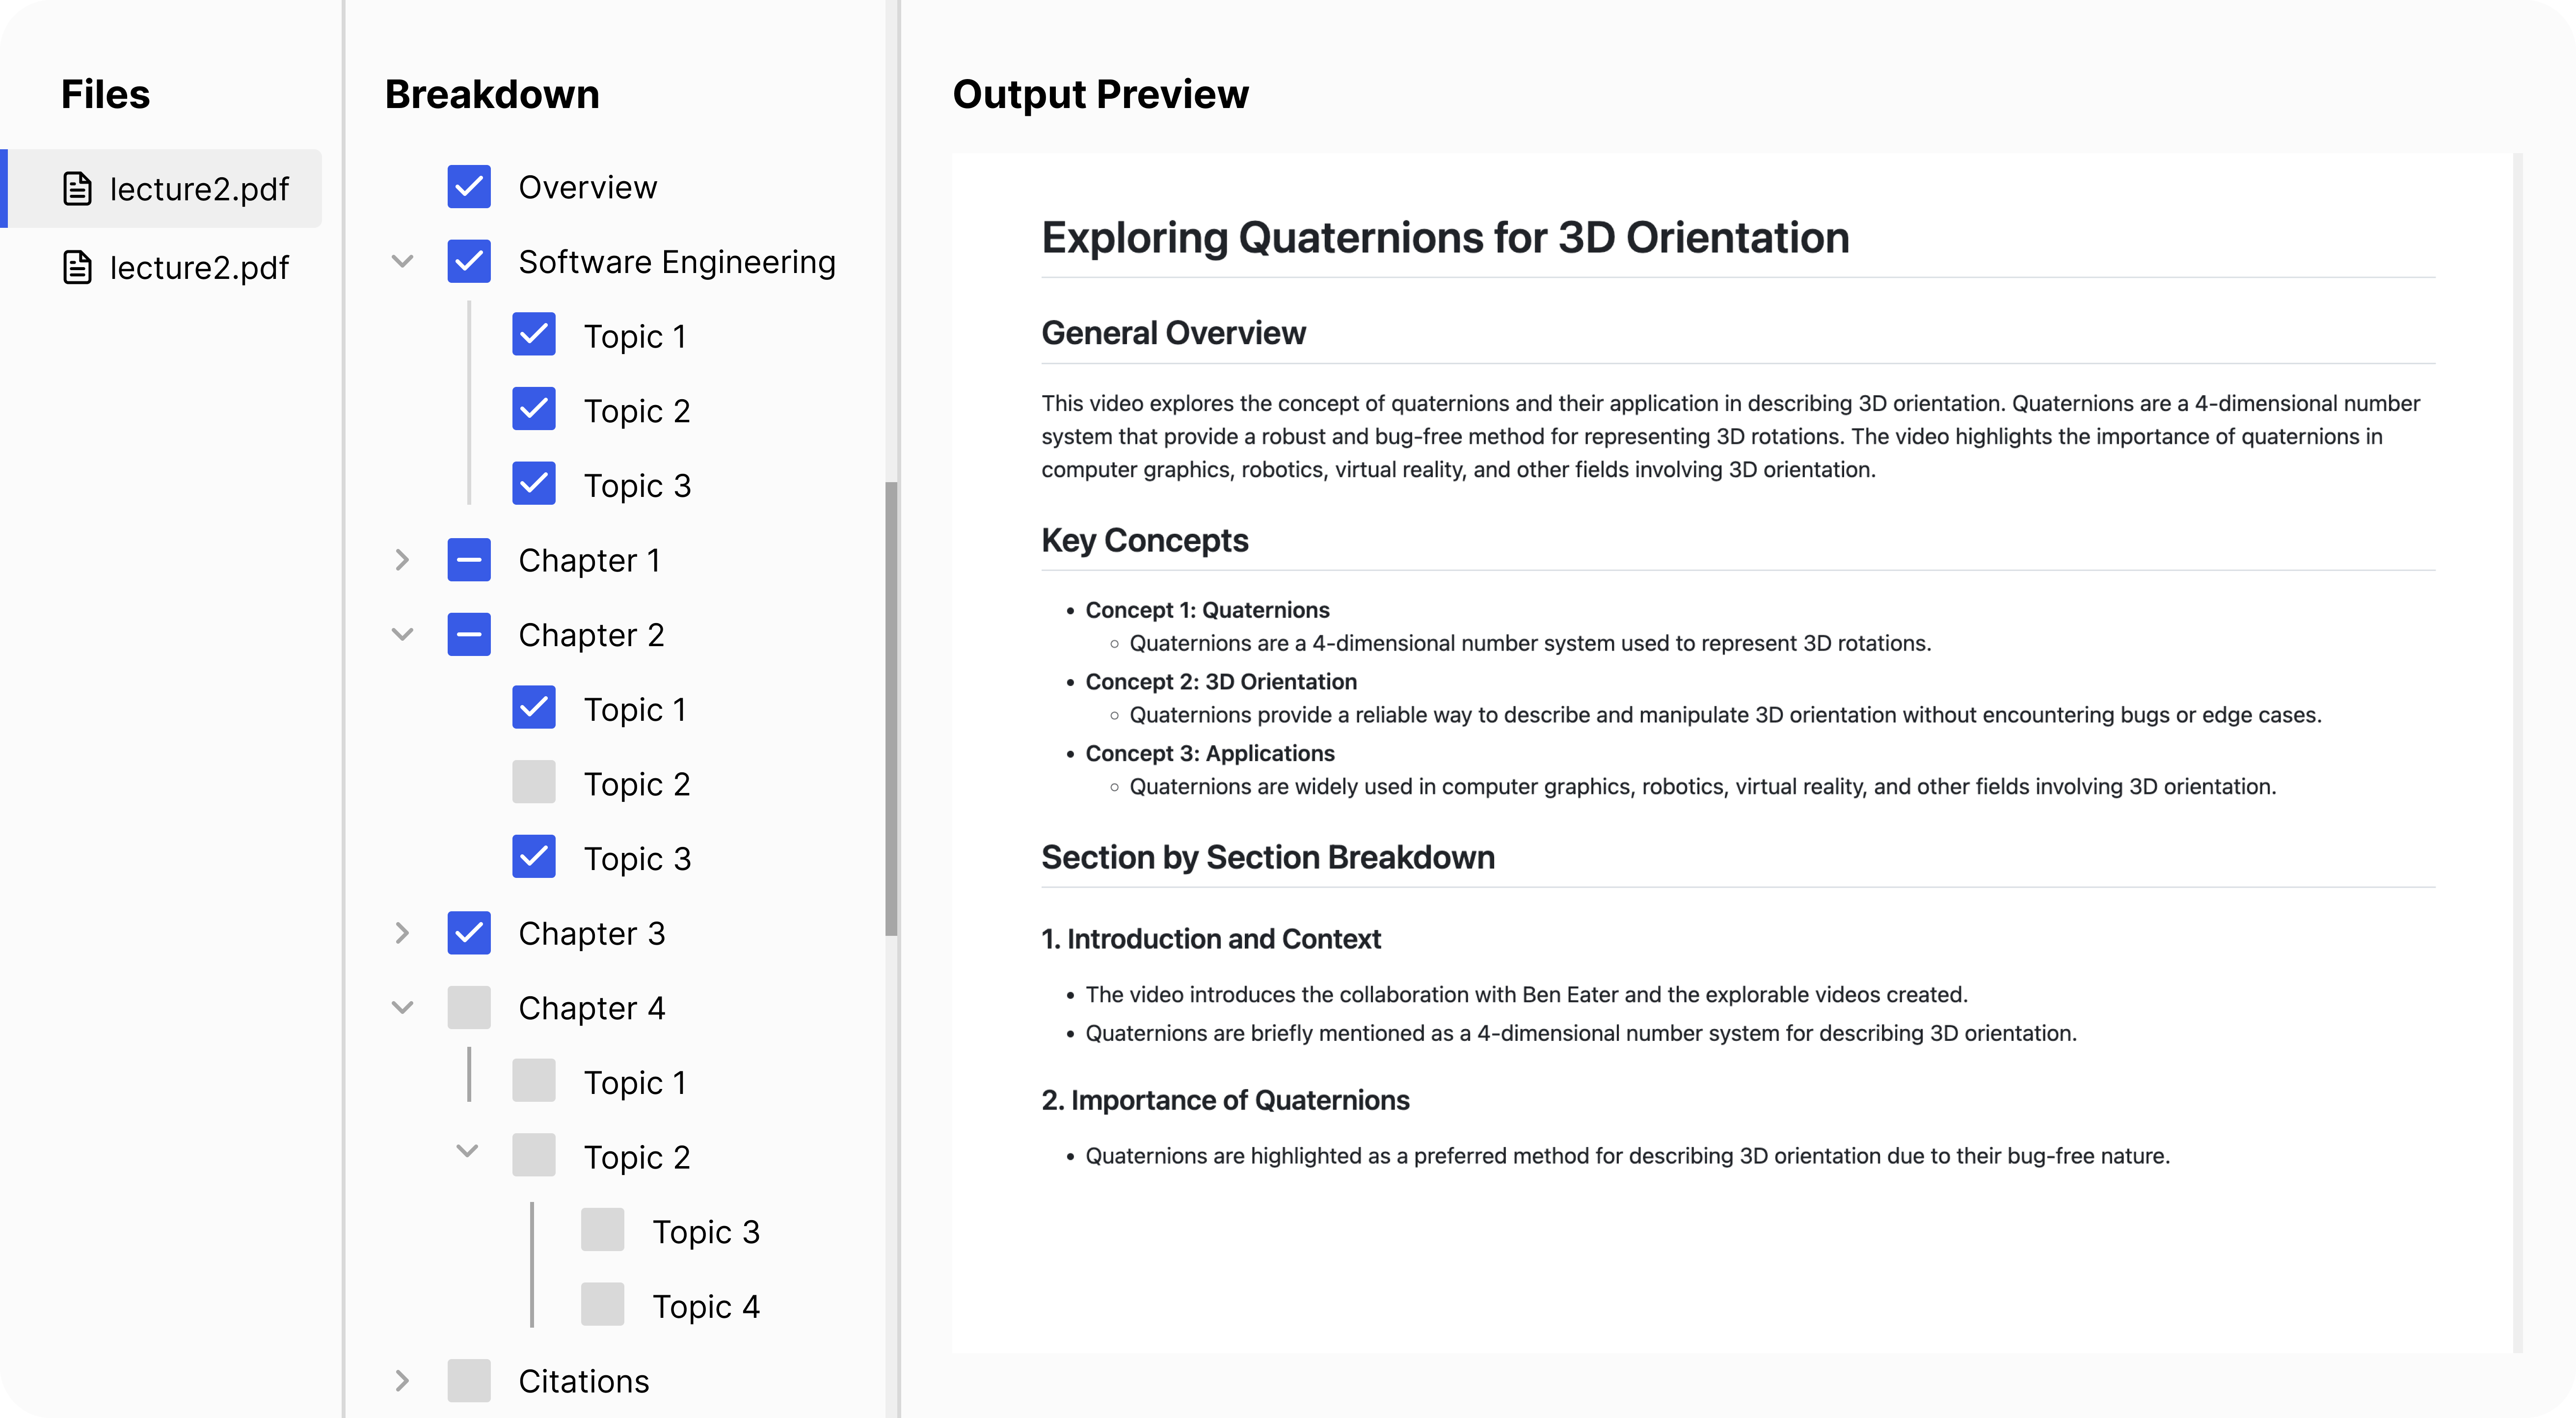 Files
lecture2.pdf
lecture2.pdf
Breakdown
Overview
Software Engineering
Topic 1
Topic 2
Topic 3
Chapter 1
Chapter 2
Topic 1
Topic 2
Topic 3
Chapter 3
Chapter 4
Topic 1
Topic 2
Topic 3
Topic 4
Citations
Output Preview
Exploring Quaternions for 3D Orientation
General Overview
This video explores the concept of quaternions and their application in describing 3D orientation. Quaternions are a 4-dimensional number
system that provide a robust and bug-free method for representing 3D rotations. The video highlights the importance of quaternions in
computer graphics, robotics, virtual reality, and other fields involving 3D orientation.
Key Concepts
• Concept 1: Quaternions
◦ Quaternions are a 4-dimensional number system used to represent 3D rotations.
• Concept 2: 3D Orientation
◦ Quaternions provide a reliable way to describe and manipulate 3D orientation without encountering bugs or edge cases.
• Concept 3: Applications
◦ Quaternions are widely used in computer graphics, robotics, virtual reality, and other fields involving 3D orientation.
Section by Section Breakdown
1. Introduction and Context
• The video introduces the collaboration with Ben Eater and the explorable videos created.
• Quaternions are briefly mentioned as a 4-dimensional number system for describing 3D orientation.
2. Importance of Quaternions
• Quaternions are highlighted as a preferred method for describing 3D orientation due to their bug-free nature.